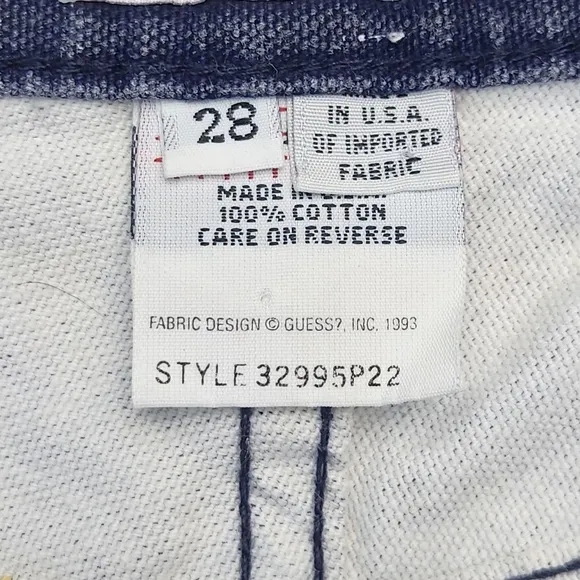 28
IN U.S.A.
OF IMPORTED
FABRIC
MADE IN
100% COTTON
CARE ON REVERSE
FABRIC DESIGN © GUESS?, INC. 1993
STYLE 32995P22